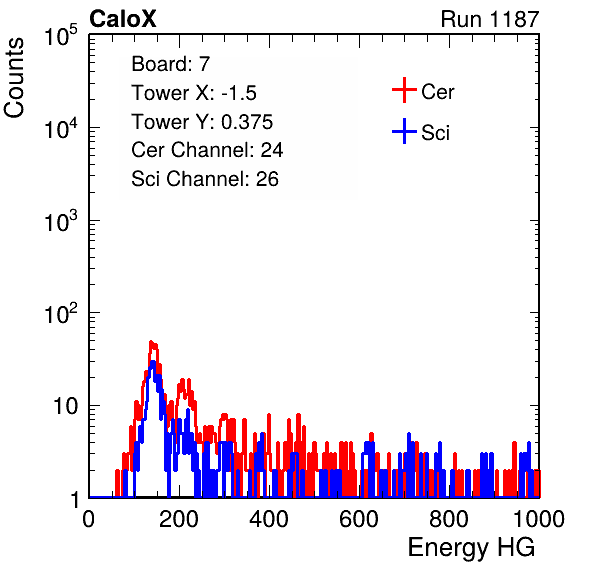 CaloX Run 1187
Counts
10^5
10^4
10^3
10^2
10
1
Board: 7
Tower X: -1.5
Tower Y: 0.375
Cer Channel: 24
Sci Channel: 26
Cer
Sci
0 200 400 600 800 1000
Energy HG